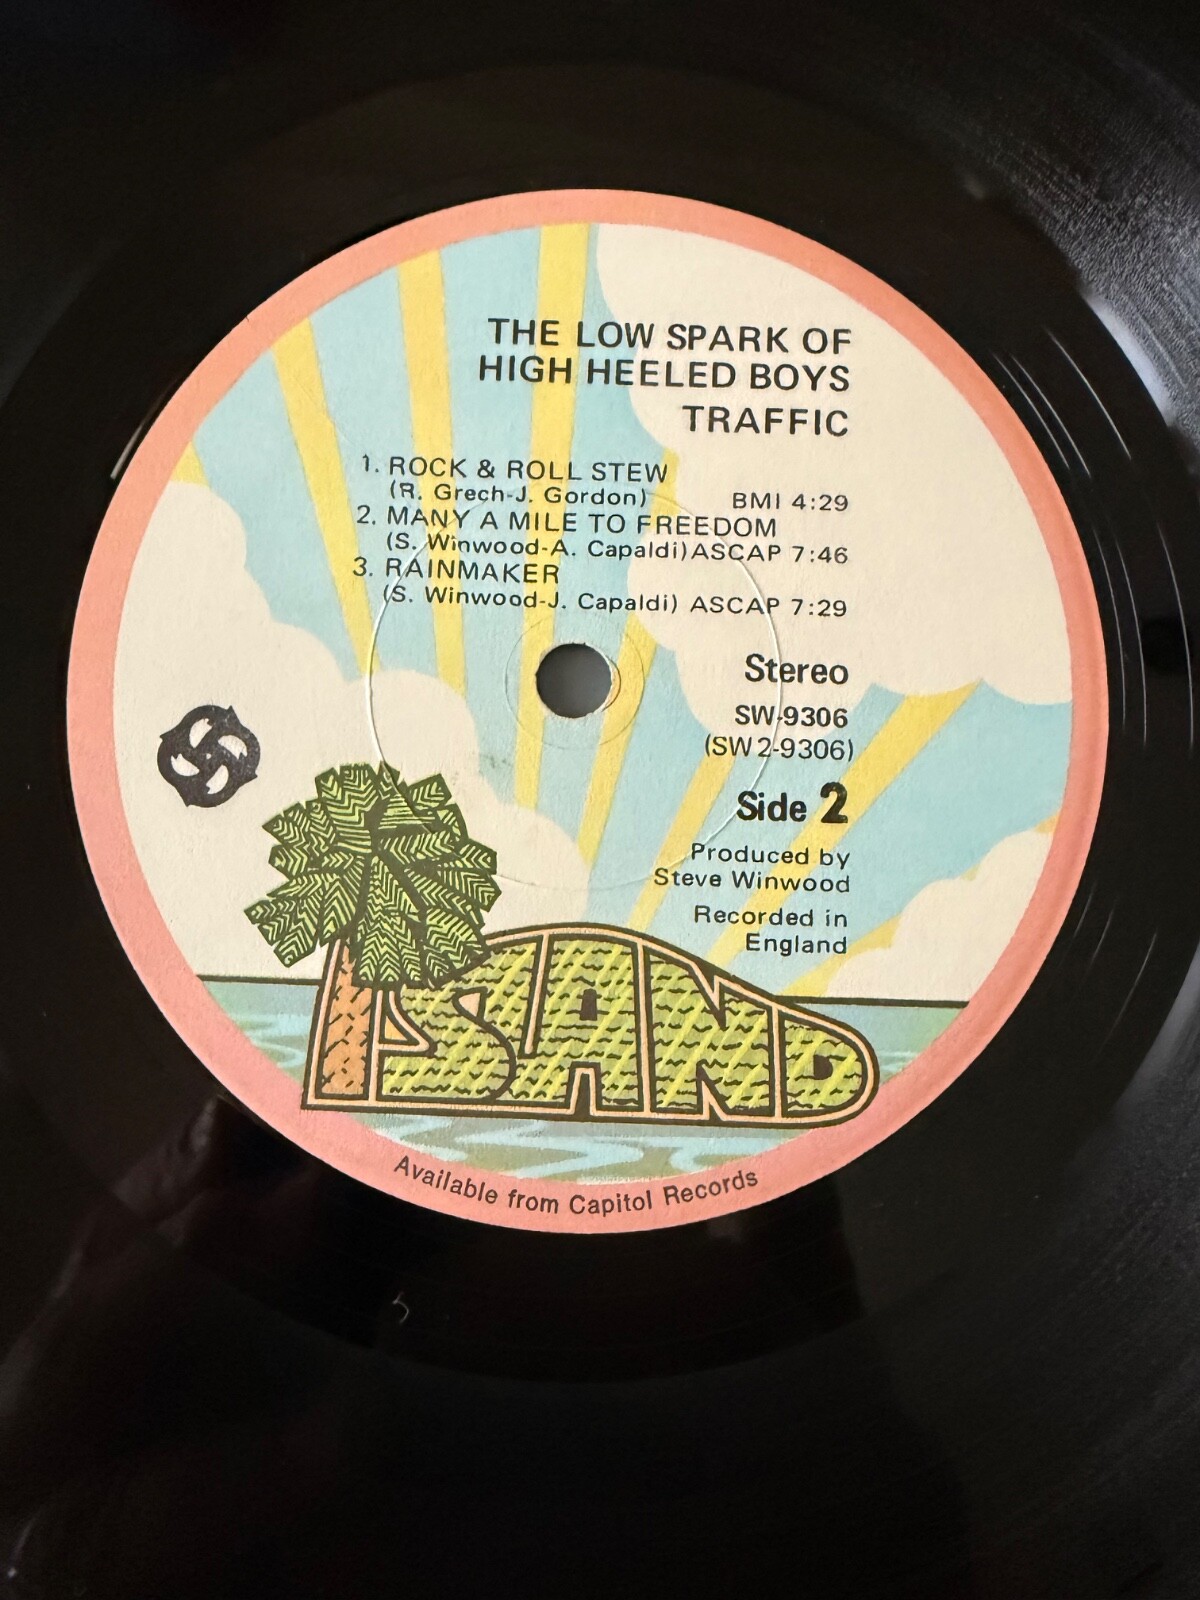 THE LOW SPARK OF
HIGH HEELED BOYS
TRAFFIC
1. ROCK & ROLL STEW
(R. Grech-J. Gordon) BMI 4:29
2. MANY A MILE TO FREEDOM
(S. Winwood-A. Capaldi) ASCAP 7:46
3. RAINMAKER
(S. Winwood-J. Capaldi) ASCAP 7:29
Stereo
SW-9306
(SW 2-9306)
Side 2
Produced by
Steve Winwood
Recorded in
England
ISLAND
Available from Capitol Records